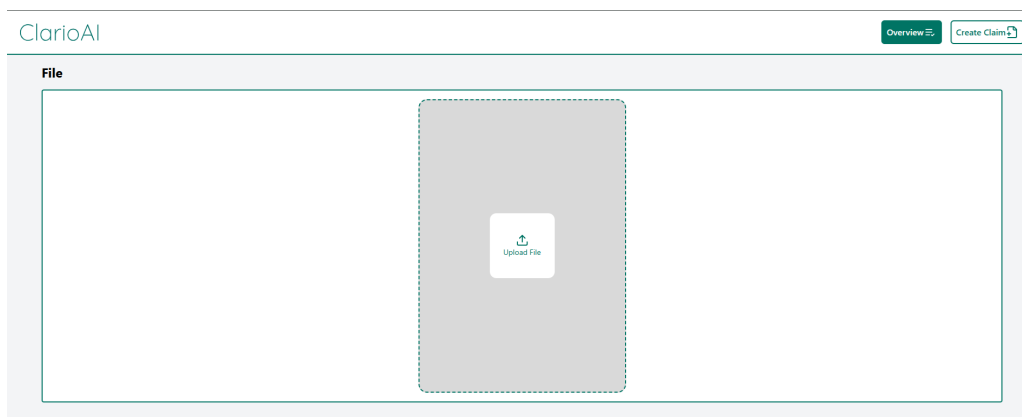 ClarioAI
Overview
Create Claim
File
Upload File